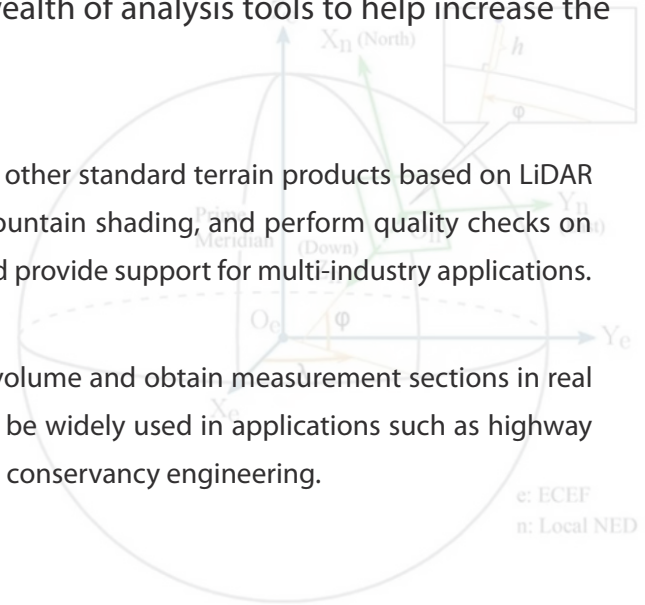 ealth of analysis tools to help increase the
Xn (North)
h
φ
other standard terrain products based on LiDAR
ountain shading, and perform quality checks on
Yn
Prime
Meridian
(Down)
d provide support for multi-industry applications.
Oe
φ
Ye
volume and obtain measurement sections in real
Xe
be widely used in applications such as highway
conservancy engineering.
e: ECEF
n: Local NED